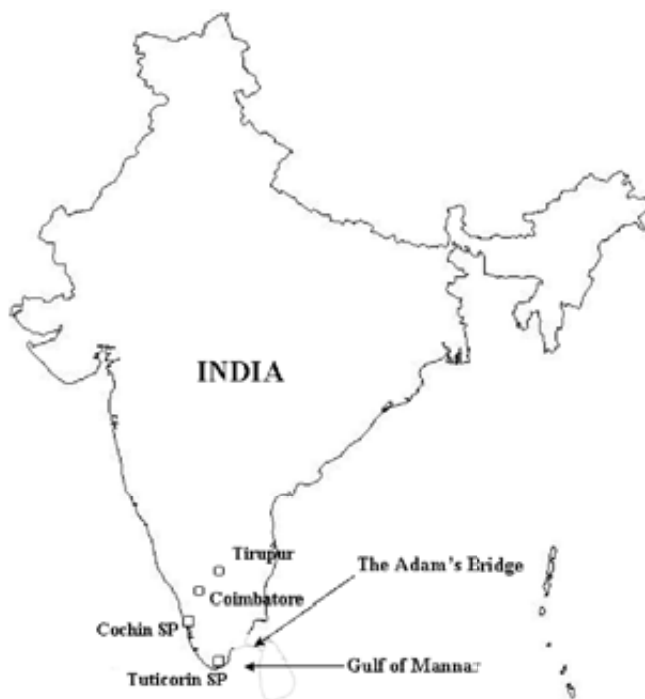 INDIA
Tirupur
The Adam's Bridge
Coimbatore
Cochin SP
Gulf of Mannar
Tuticorin SP